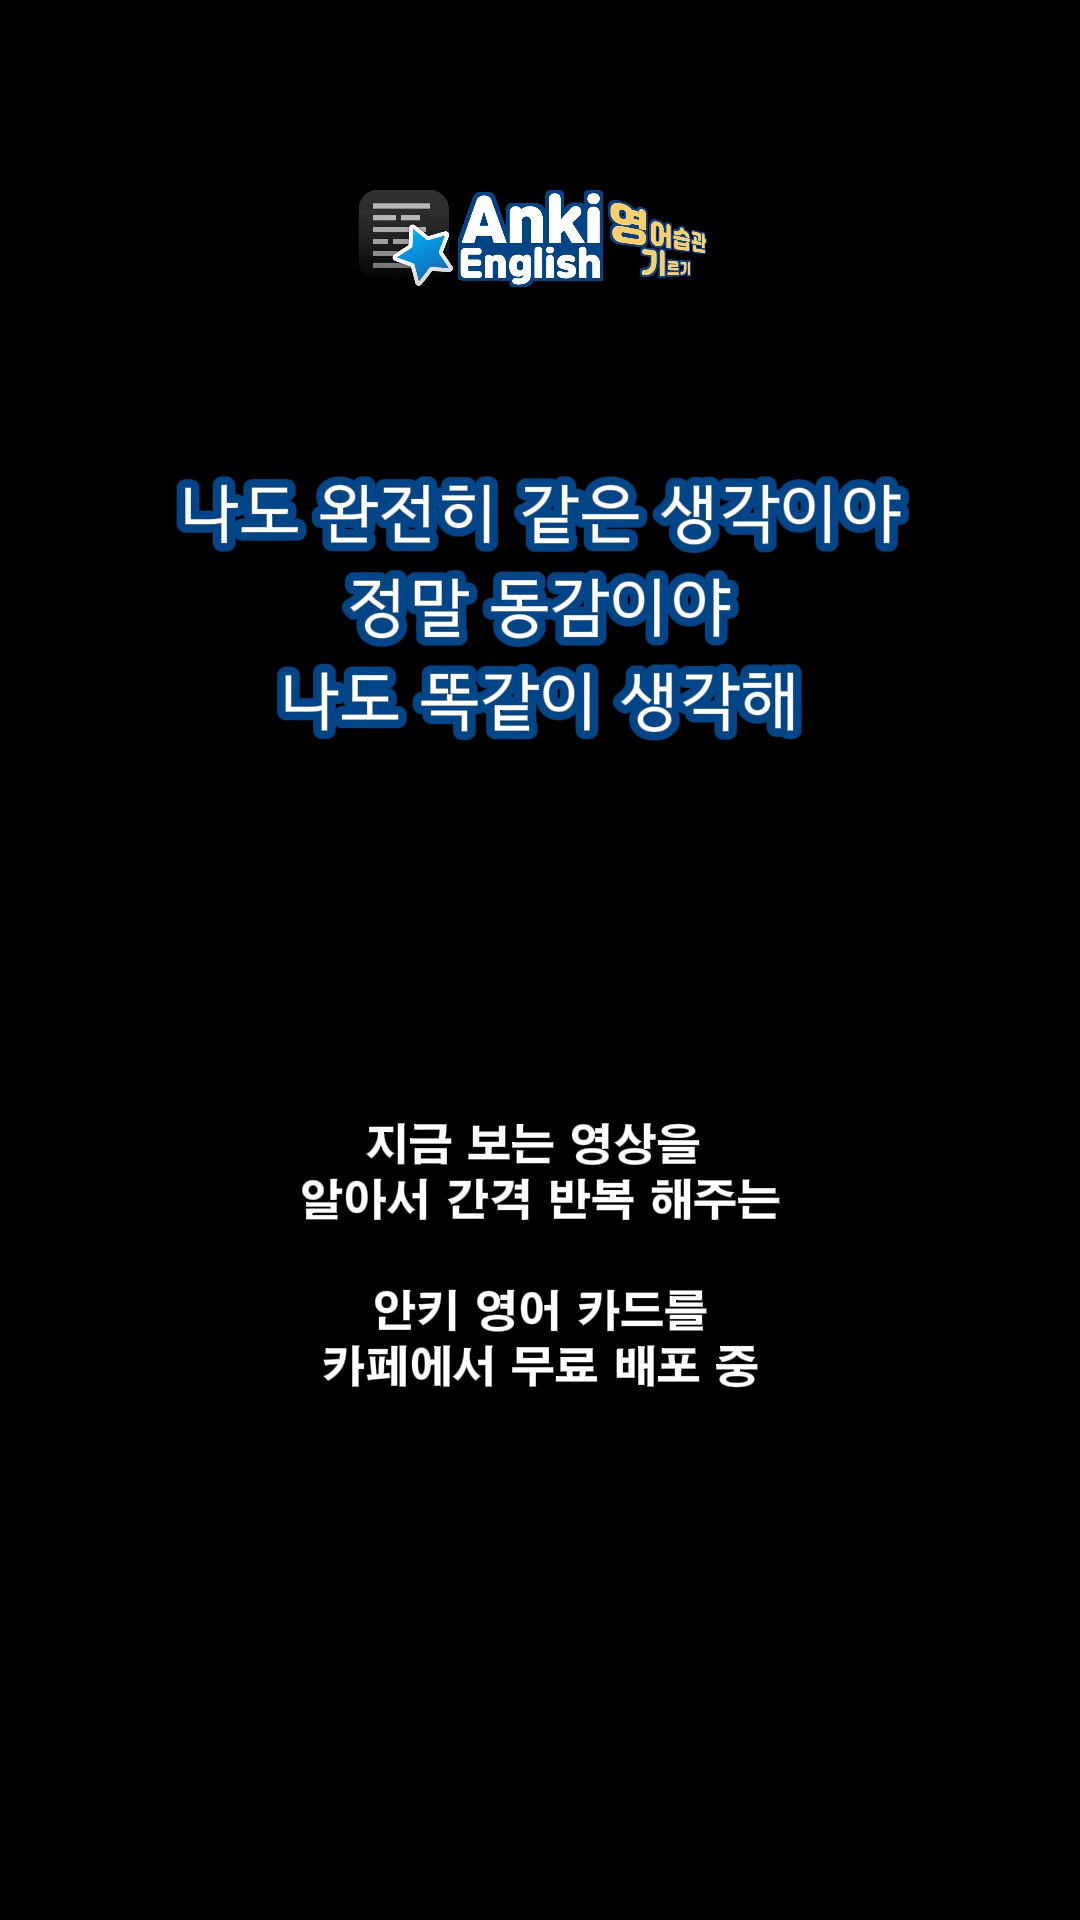 Anki
English
영어습관
기르기
나도 완전히 같은 생각이야
정말 동감이야
나도 똑같이 생각해
지금 보는 영상을
알아서 간격 반복 해주는
안키 영어 카드를
카페에서 무료 배포 중